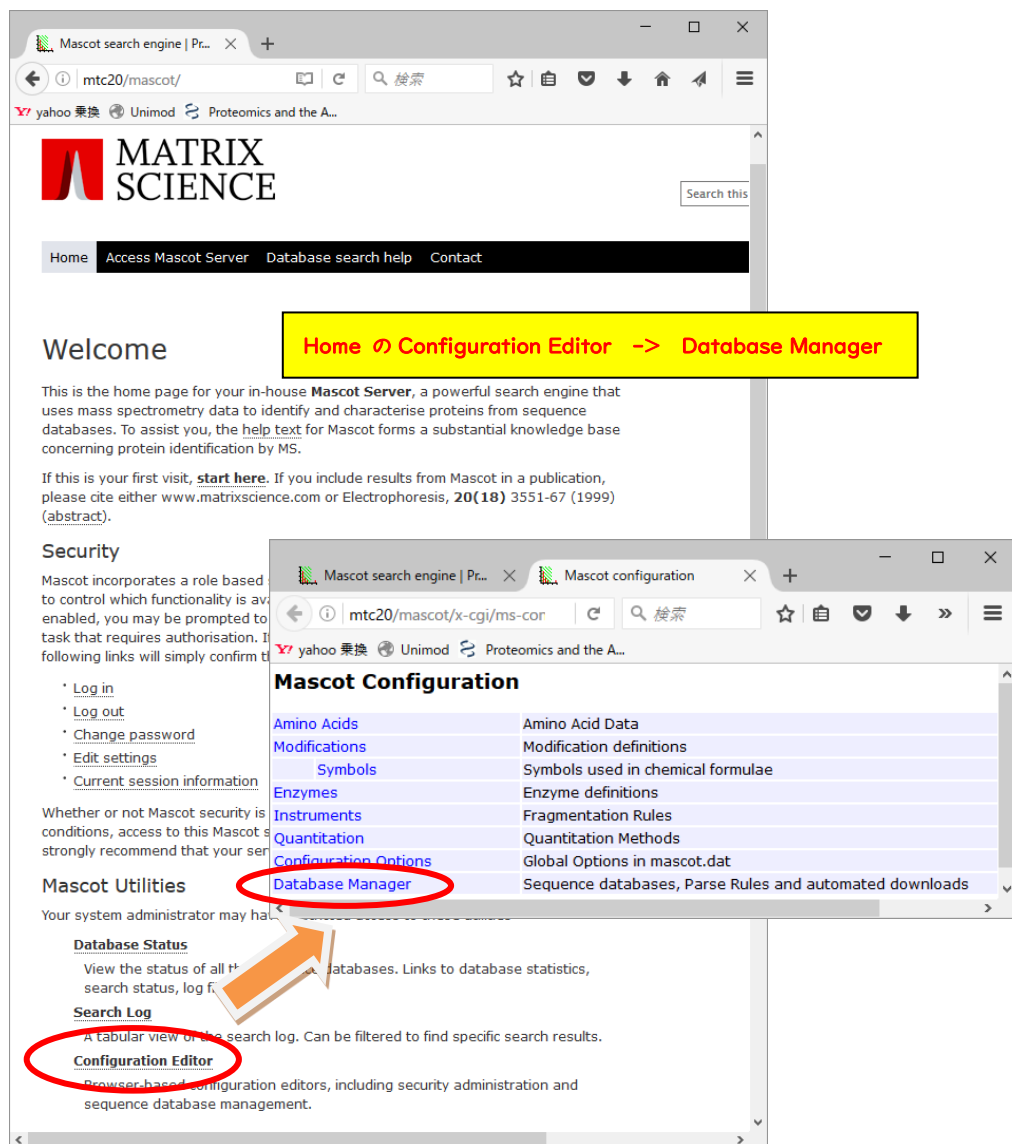 Mascot search engine | Pr...
mtc20/mascot/
検索
yahoo 乗換 Unimod Proteomics and the A...
MATRIX
SCIENCE
Search this
Home Access Mascot Server Database search help Contact
Home の Configuration Editor -> Database Manager
Welcome
This is the home page for your in-house Mascot Server, a powerful search engine that
uses mass spectrometry data to identify and characterise proteins from sequence
databases. To assist you, the help text for Mascot forms a substantial knowledge base
concerning protein identification by MS.
If this is your first visit, start here. If you include results from Mascot in a publication,
please cite either www.matrixscience.com or Electrophoresis, 20(18) 3551-67 (1999)
(abstract).
Security
Mascot incorporates a role based
to control which functionality is
enabled, you may be prompted to
task that requires authorisation.
following links will simply confirm
Log in
Log out
Change password
Edit settings
Current session information
Whether or not Mascot security is
conditions, access to this Mascot
strongly recommend that your
Mascot Utilities
Your system administrator may access to these utilities
Database Status
View the status of all databases. Links to database statistics,
search status, log
Search Log
A tabular view of the search log. Can be filtered to find specific search results.
Configuration Editor
Browser-based configuration editors, including security administration and
sequence database management.
Mascot search engine | Pr... Mascot configuration
mtc20/mascot/x-cgi/ms-cor
検索
yahoo 乗換 Unimod Proteomics and the A...
Mascot Configuration
Amino Acids Amino Acid Data
Modifications Modification definitions
Symbols Symbols used in chemical formulae
Enzymes Enzyme definitions
Instruments Fragmentation Rules
Quantitation Quantitation Methods
Configuration Options Global Options in mascot.dat
Database Manager Sequence databases, Parse Rules and automated downloads